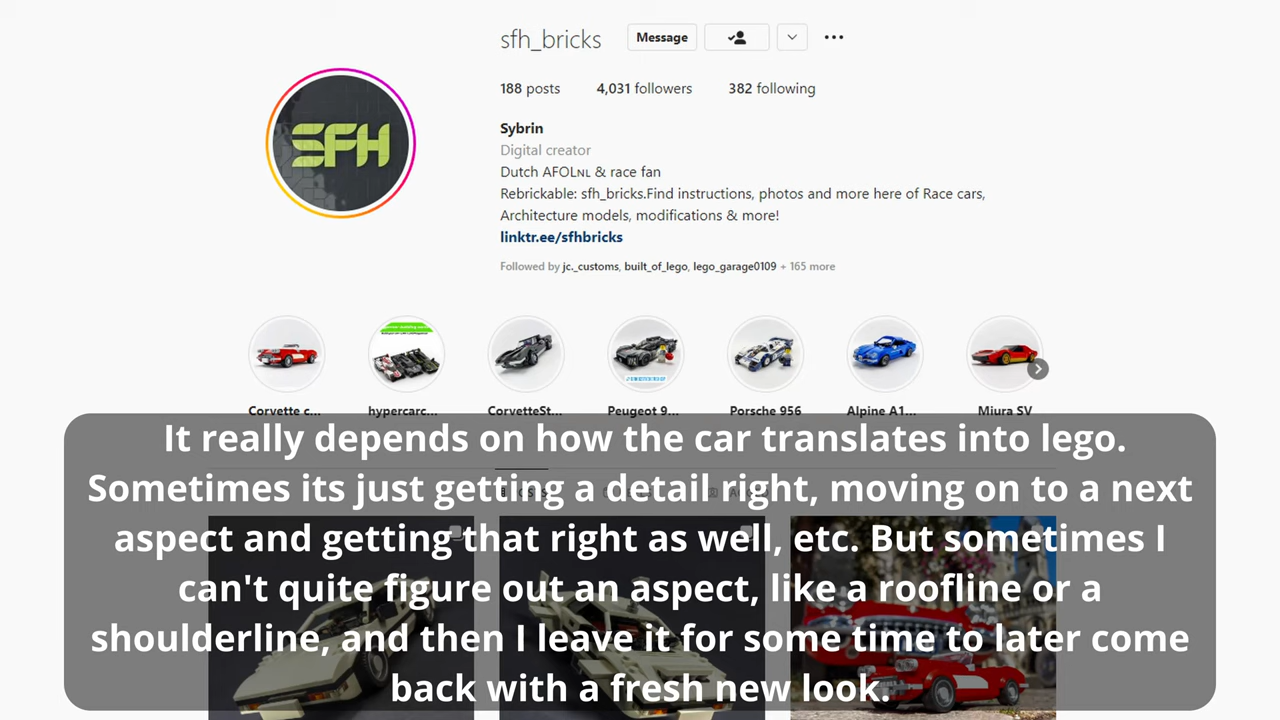 sfh_bricks Message
188 posts 4,031 followers 382 following
SFH
Sybrin
Digital creator
Dutch AFOLNL & race fan
Rebrickable: sfh_bricks.Find instructions, photos and more here of Race cars,
Architecture models, modifications & more!
linktr.ee/sfhbricks
Followed by jc._customs, built_of_lego, lego_garage0109 + 165 more
Corvette c... hypercarc... CorvetteSt... Peugeot 9... Porsche 956 Alpine A1... Miura SV
It really depends on how the car translates into lego.
Sometimes its just getting a detail right, moving on to a next
aspect and getting that right as well, etc. But sometimes I
can't quite figure out an aspect, like a roofline or a
shoulderline, and then I leave it for some time to later come
back with a fresh new look.